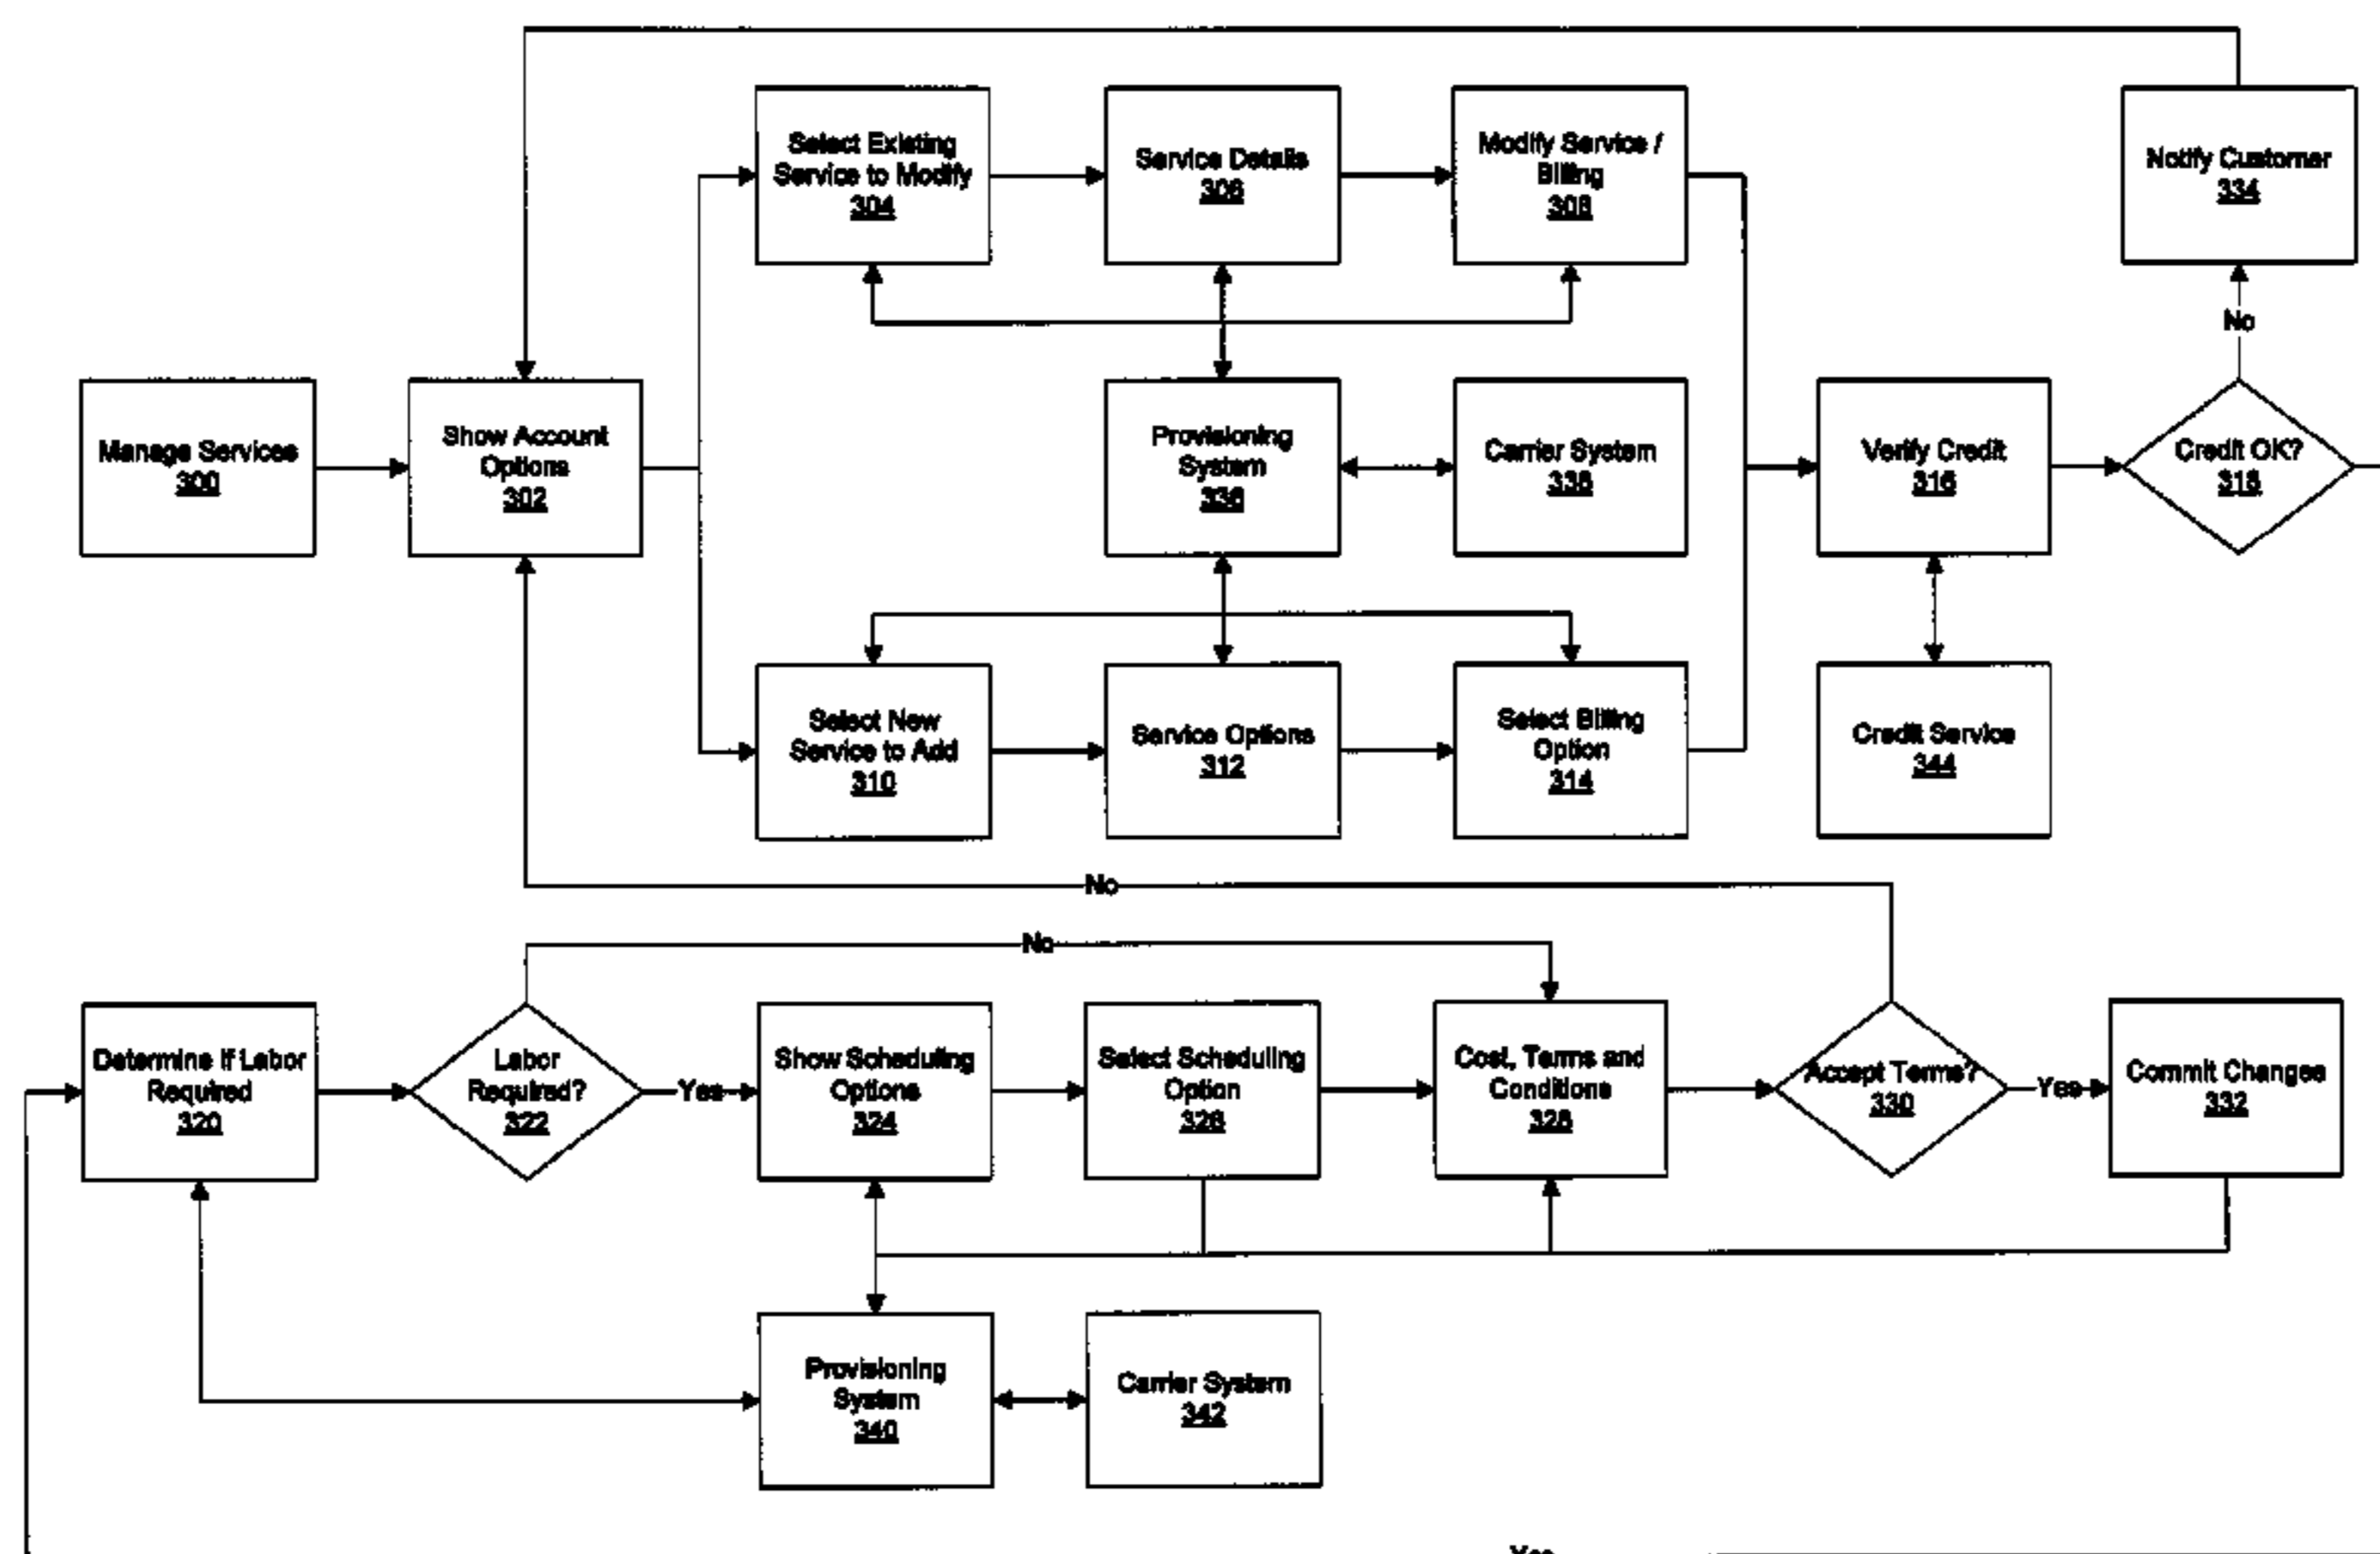 Select Existing
Service to Modify
304
Service Details
306
Modify Service /
Billing
308
Notify Customer
334
No
Manage Services
300
Show Account
Options
302
Provisioning
System
336
Carrier System
338
Verify Credit
316
Credit OK?
318
Select New
Service to Add
310
Service Options
312
Select Billing
Option
314
Credit Service
344
No
No
Determine if Labor
Required
320
Labor
Required?
322
Yes
Show Scheduling
Options
324
Select Scheduling
Option
326
Cost, Terms and
Conditions
328
Accept Terms?
330
Yes
Commit Changes
332
Provisioning
System
340
Carrier System
342
Yes